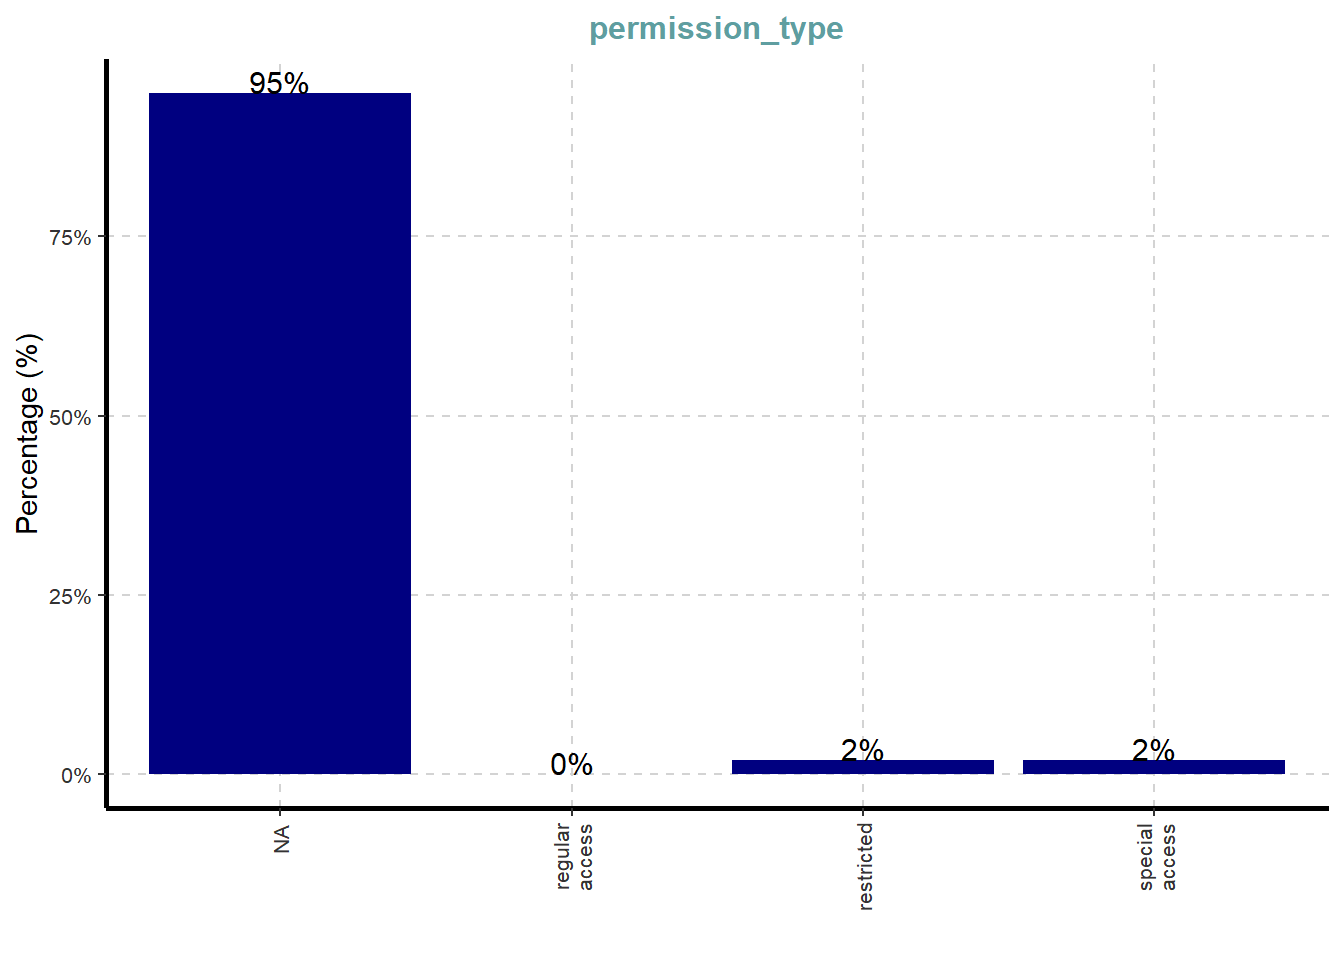 permission_type
95%
75%
50%
25%
0%
Percentage (%)
0%
2%
2%
NA
regular
access
restricted
special
access